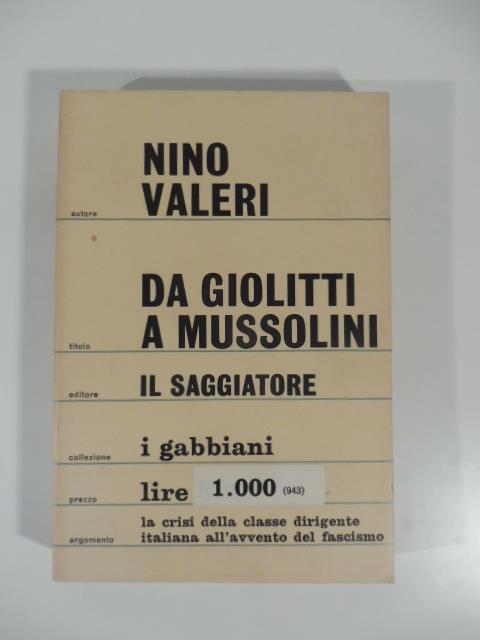 NINO
autore VALERI
DA GIOLITTI
titolo A MUSSOLINI
editore IL SAGGIATORE
collezione i gabbiani
prezzo lire 1.000 (943)
la crisi della classe dirigente
argomento italiana all'avvento del fascismo